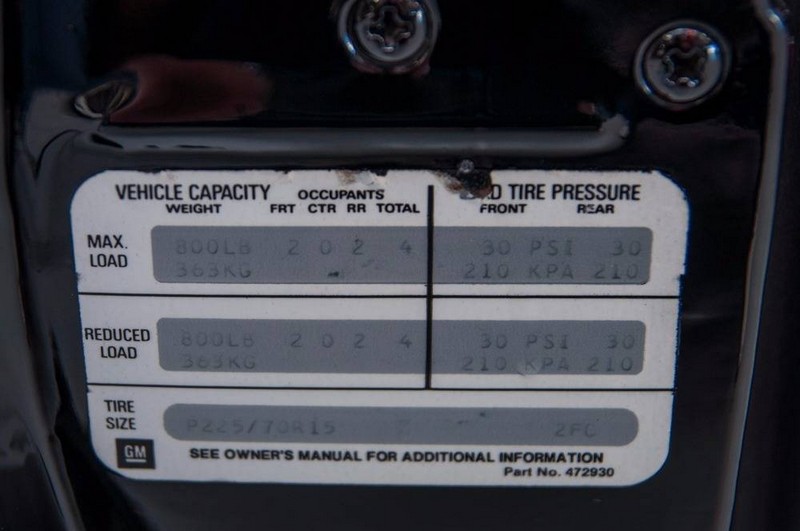 VEHICLE CAPACITY OCCUPANTS TIRE PRESSURE
WEIGHT FRT CTR RR TOTAL FRONT REAR
MAX. LOAD 800LB 2 0 2 4 30 PSI 30
363KG 210 KPA 210
REDUCED LOAD 800LB 2 0 2 4 30 PSI 30
363KG 210 KPA 210
TIRE SIZE P225/70R15 2FC
GM SEE OWNER'S MANUAL FOR ADDITIONAL INFORMATION
Part No. 472930